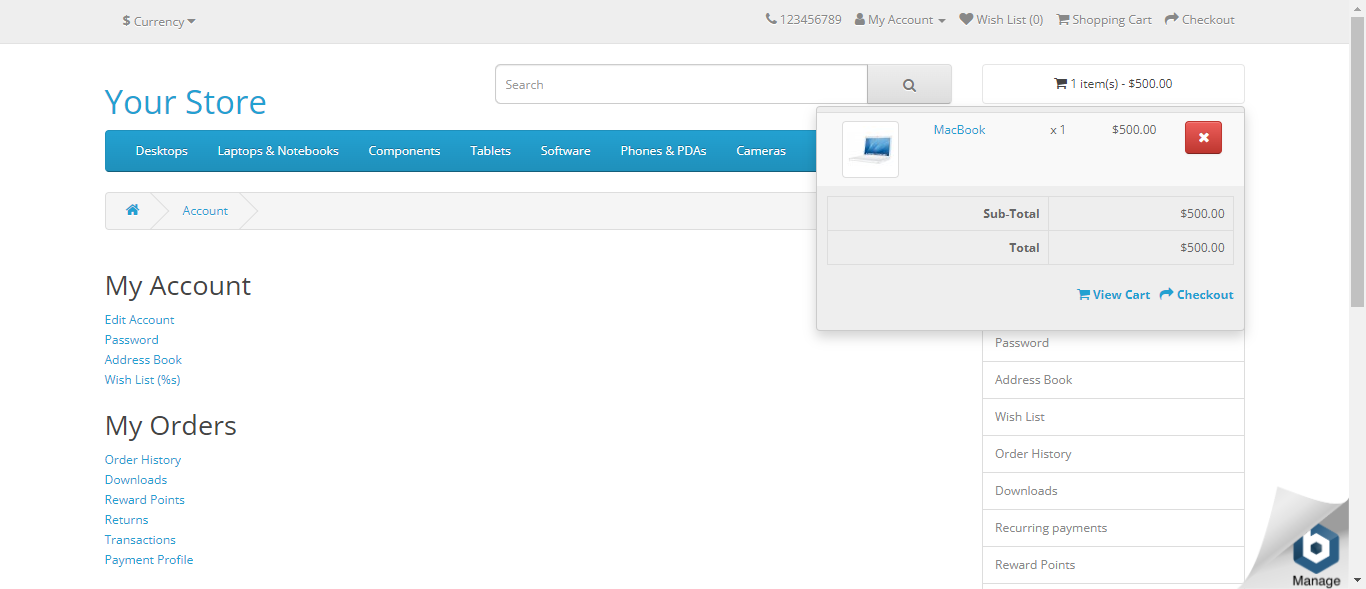 $ Currency
123456789 My Account Wish List (0) Shopping Cart Checkout
Your Store
Search
1 item(s) - $500.00
MacBook x 1 $500.00
Sub-Total $500.00
Total $500.00
View Cart Checkout
Desktops Laptops & Notebooks Components Tablets Software Phones & PDAs Cameras
Account
My Account
Edit Account
Password
Address Book
Wish List (%s)
My Orders
Order History
Downloads
Reward Points
Returns
Transactions
Payment Profile
Password
Address Book
Wish List
Order History
Downloads
Recurring payments
Reward Points
b
Manage